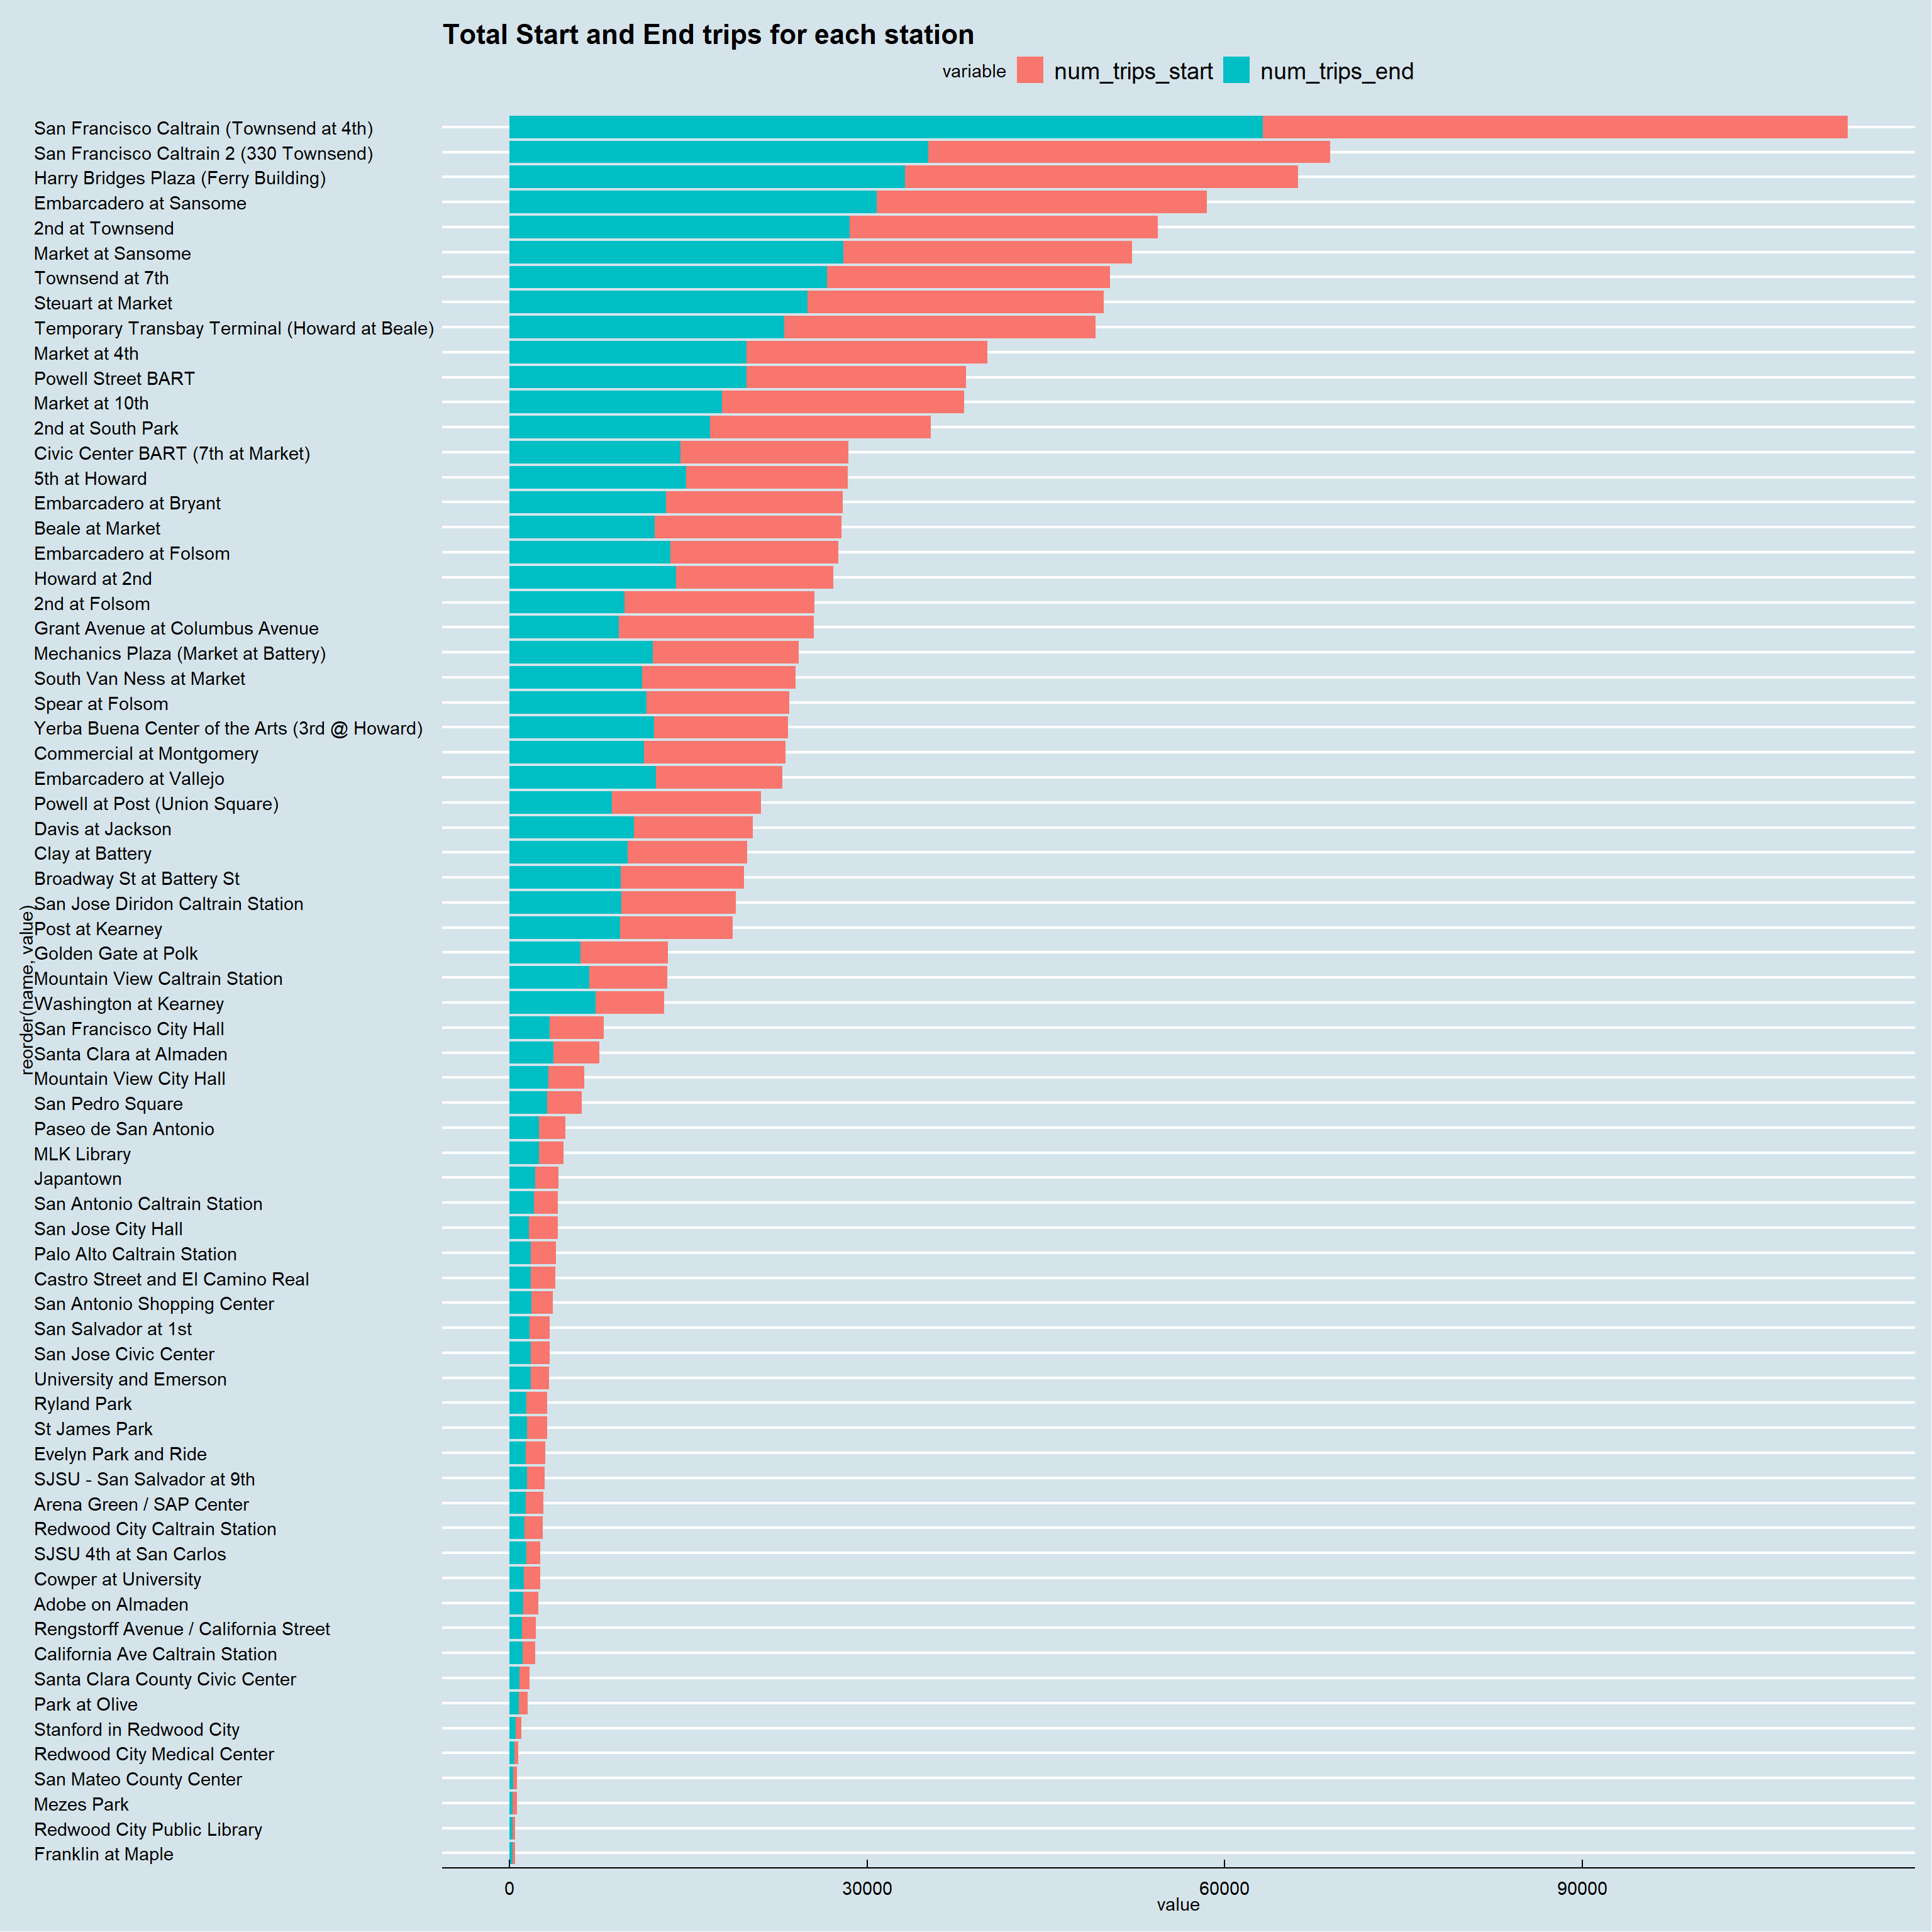 Total Start and End trips for each station
variable num_trips_start num_trips_end
San Francisco Caltrain (Townsend at 4th)
San Francisco Caltrain 2 (330 Townsend)
Harry Bridges Plaza (Ferry Building)
Embarcadero at Sansome
2nd at Townsend
Market at Sansome
Townsend at 7th
Steuart at Market
Temporary Transbay Terminal (Howard at Beale)
Market at 4th
Powell Street BART
Market at 10th
2nd at South Park
Civic Center BART (7th at Market)
5th at Howard
Embarcadero at Bryant
Beale at Market
Embarcadero at Folsom
Howard at 2nd
2nd at Folsom
Grant Avenue at Columbus Avenue
Mechanics Plaza (Market at Battery)
South Van Ness at Market
Spear at Folsom
Yerba Buena Center of the Arts (3rd @ Howard)
Commercial at Montgomery
Embarcadero at Vallejo
Powell at Post (Union Square)
Davis at Jackson
Clay at Battery
Broadway St at Battery St
San Jose Diridon Caltrain Station
Post at Kearney
Golden Gate at Polk
Mountain View Caltrain Station
Washington at Kearney
San Francisco City Hall
Santa Clara at Almaden
Mountain View City Hall
San Pedro Square
Paseo de San Antonio
MLK Library
Japantown
San Antonio Caltrain Station
San Jose City Hall
Palo Alto Caltrain Station
Castro Street and El Camino Real
San Antonio Shopping Center
San Salvador at 1st
San Jose Civic Center
University and Emerson
Ryland Park
St James Park
Evelyn Park and Ride
SJSU - San Salvador at 9th
Arena Green / SAP Center
Redwood City Caltrain Station
SJSU 4th at San Carlos
Cowper at University
Adobe on Almaden
Rengstorff Avenue / California Street
California Ave Caltrain Station
Santa Clara County Civic Center
Park at Olive
Stanford in Redwood City
Redwood City Medical Center
San Mateo County Center
Mezes Park
Redwood City Public Library
Franklin at Maple
reorder(name, value)
0 30000 60000 90000
value